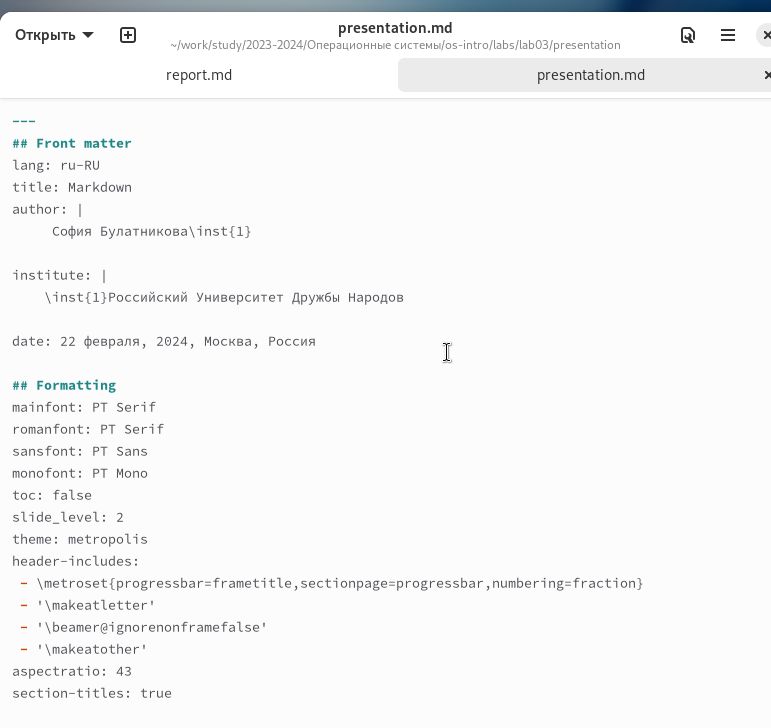 Открыть
presentation.md
~/work/study/2023-2024/Операционные системы/os-intro/labs/lab03/presentation
report.md
presentation.md
---
## Front matter
lang: ru-RU
title: Markdown
author: |
     София Булатникова\inst{1}
institute: |
    \inst{1}Российский Университет Дружбы Народов
date: 22 февраля, 2024, Москва, Россия
## Formatting
mainfont: PT Serif
romanfont: PT Serif
sansfont: PT Sans
monofont: PT Mono
toc: false
slide_level: 2
theme: metropolis
header-includes:
 - \metroset{progressbar=frametitle,sectionpage=progressbar,numbering=fraction}
 - '\makeatletter'
 - '\beamer@ignorenonframefalse'
 - '\makeatother'
aspectratio: 43
section-titles: true